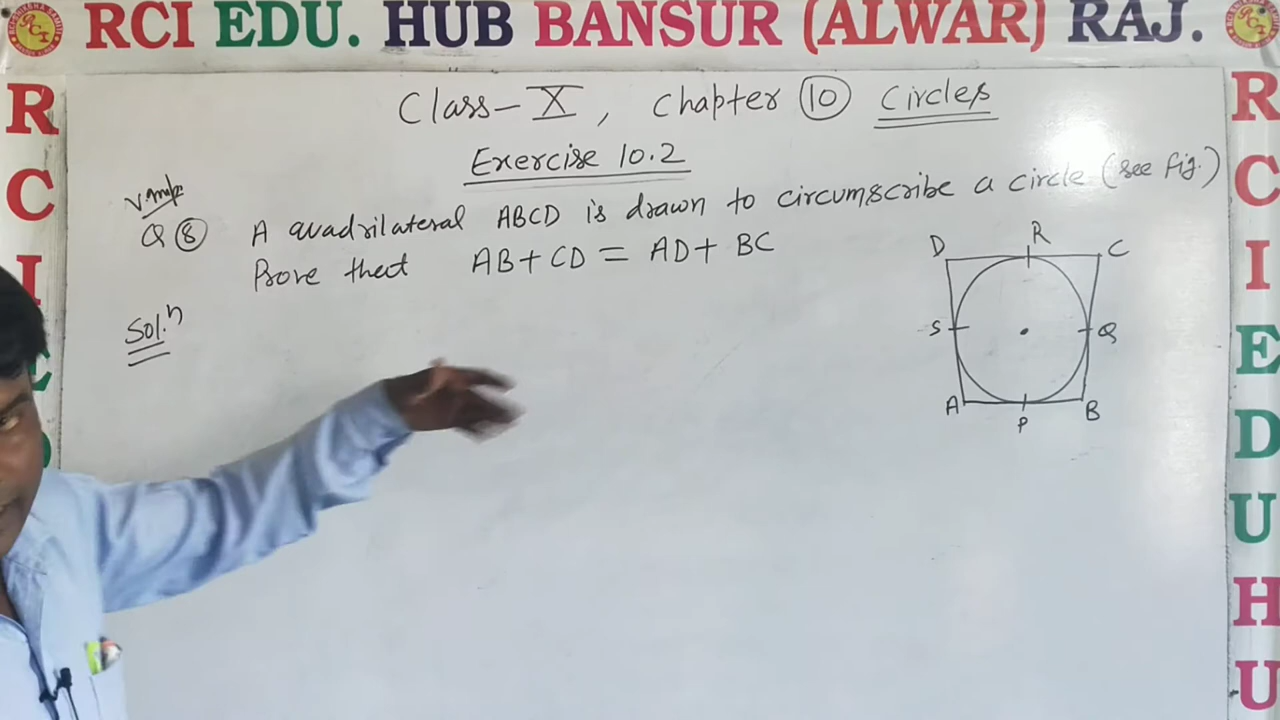 RCI EDU. HUB BANSUR (ALWAR) RAJ.
Class-X, Chapter 10 Circles
Exercise 10.2
V.Imp
Q 8 A quadrilateral ABCD is drawn to circumscribe a circle (see fig.)
Prove that AB+CD = AD+BC
Sol.n
D R C
S Q
A P B
R
C
I
E
D
R
C
I
E
D
U
H
U